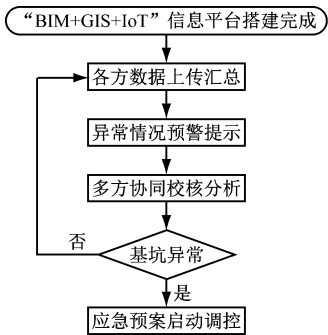 “BIM+GIS+IoT”信息平台搭建完成
各方数据上传汇总
异常情况预警提示
多方协同校核分析
否
基坑异常
是
应急预案启动调控